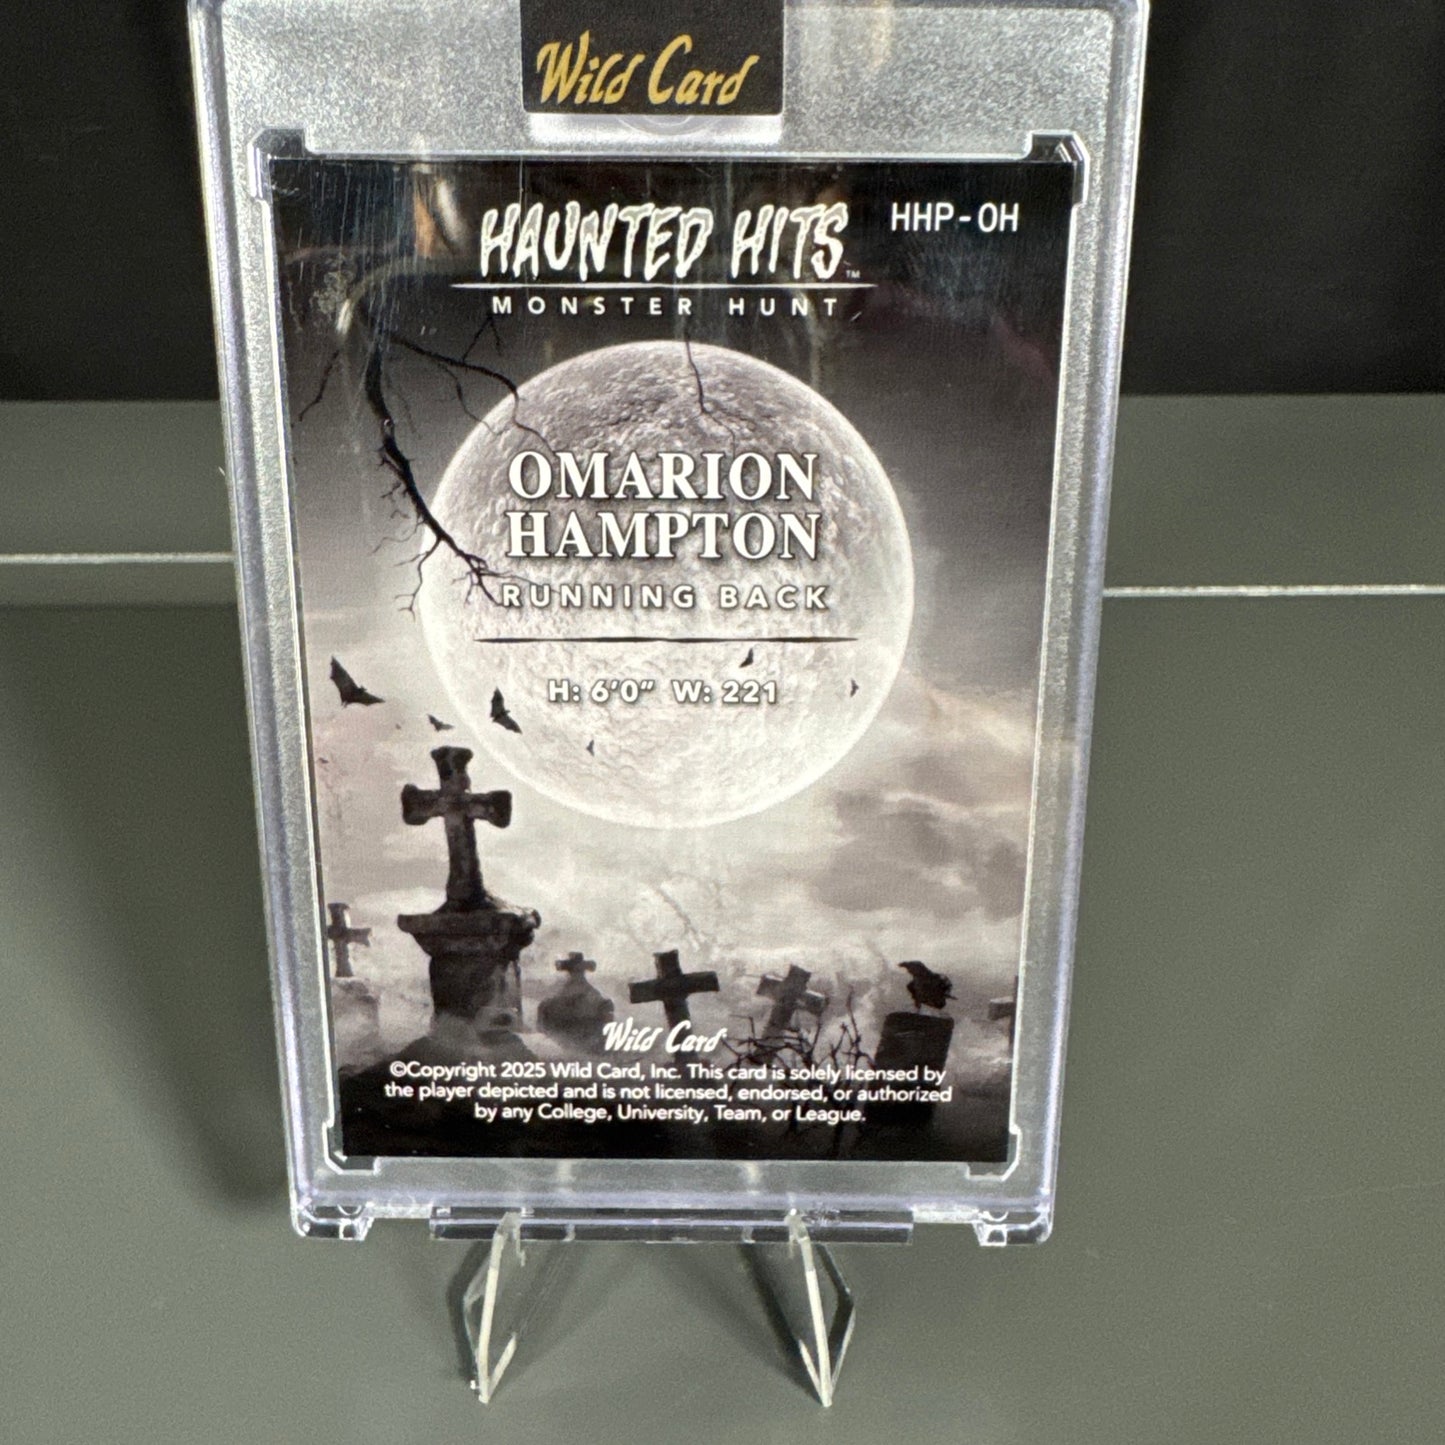 Wild Card
HAUNTED HITS™
HHP-OH
MONSTER HUNT
OMARION
HAMPTON
RUNNING BACK
H: 6'0" W: 221
Wild Card
©Copyright 2025 Wild Card, Inc. This card is solely licensed by
the player depicted and is not licensed, endorsed, or authorized
by any College, University, Team, or League.